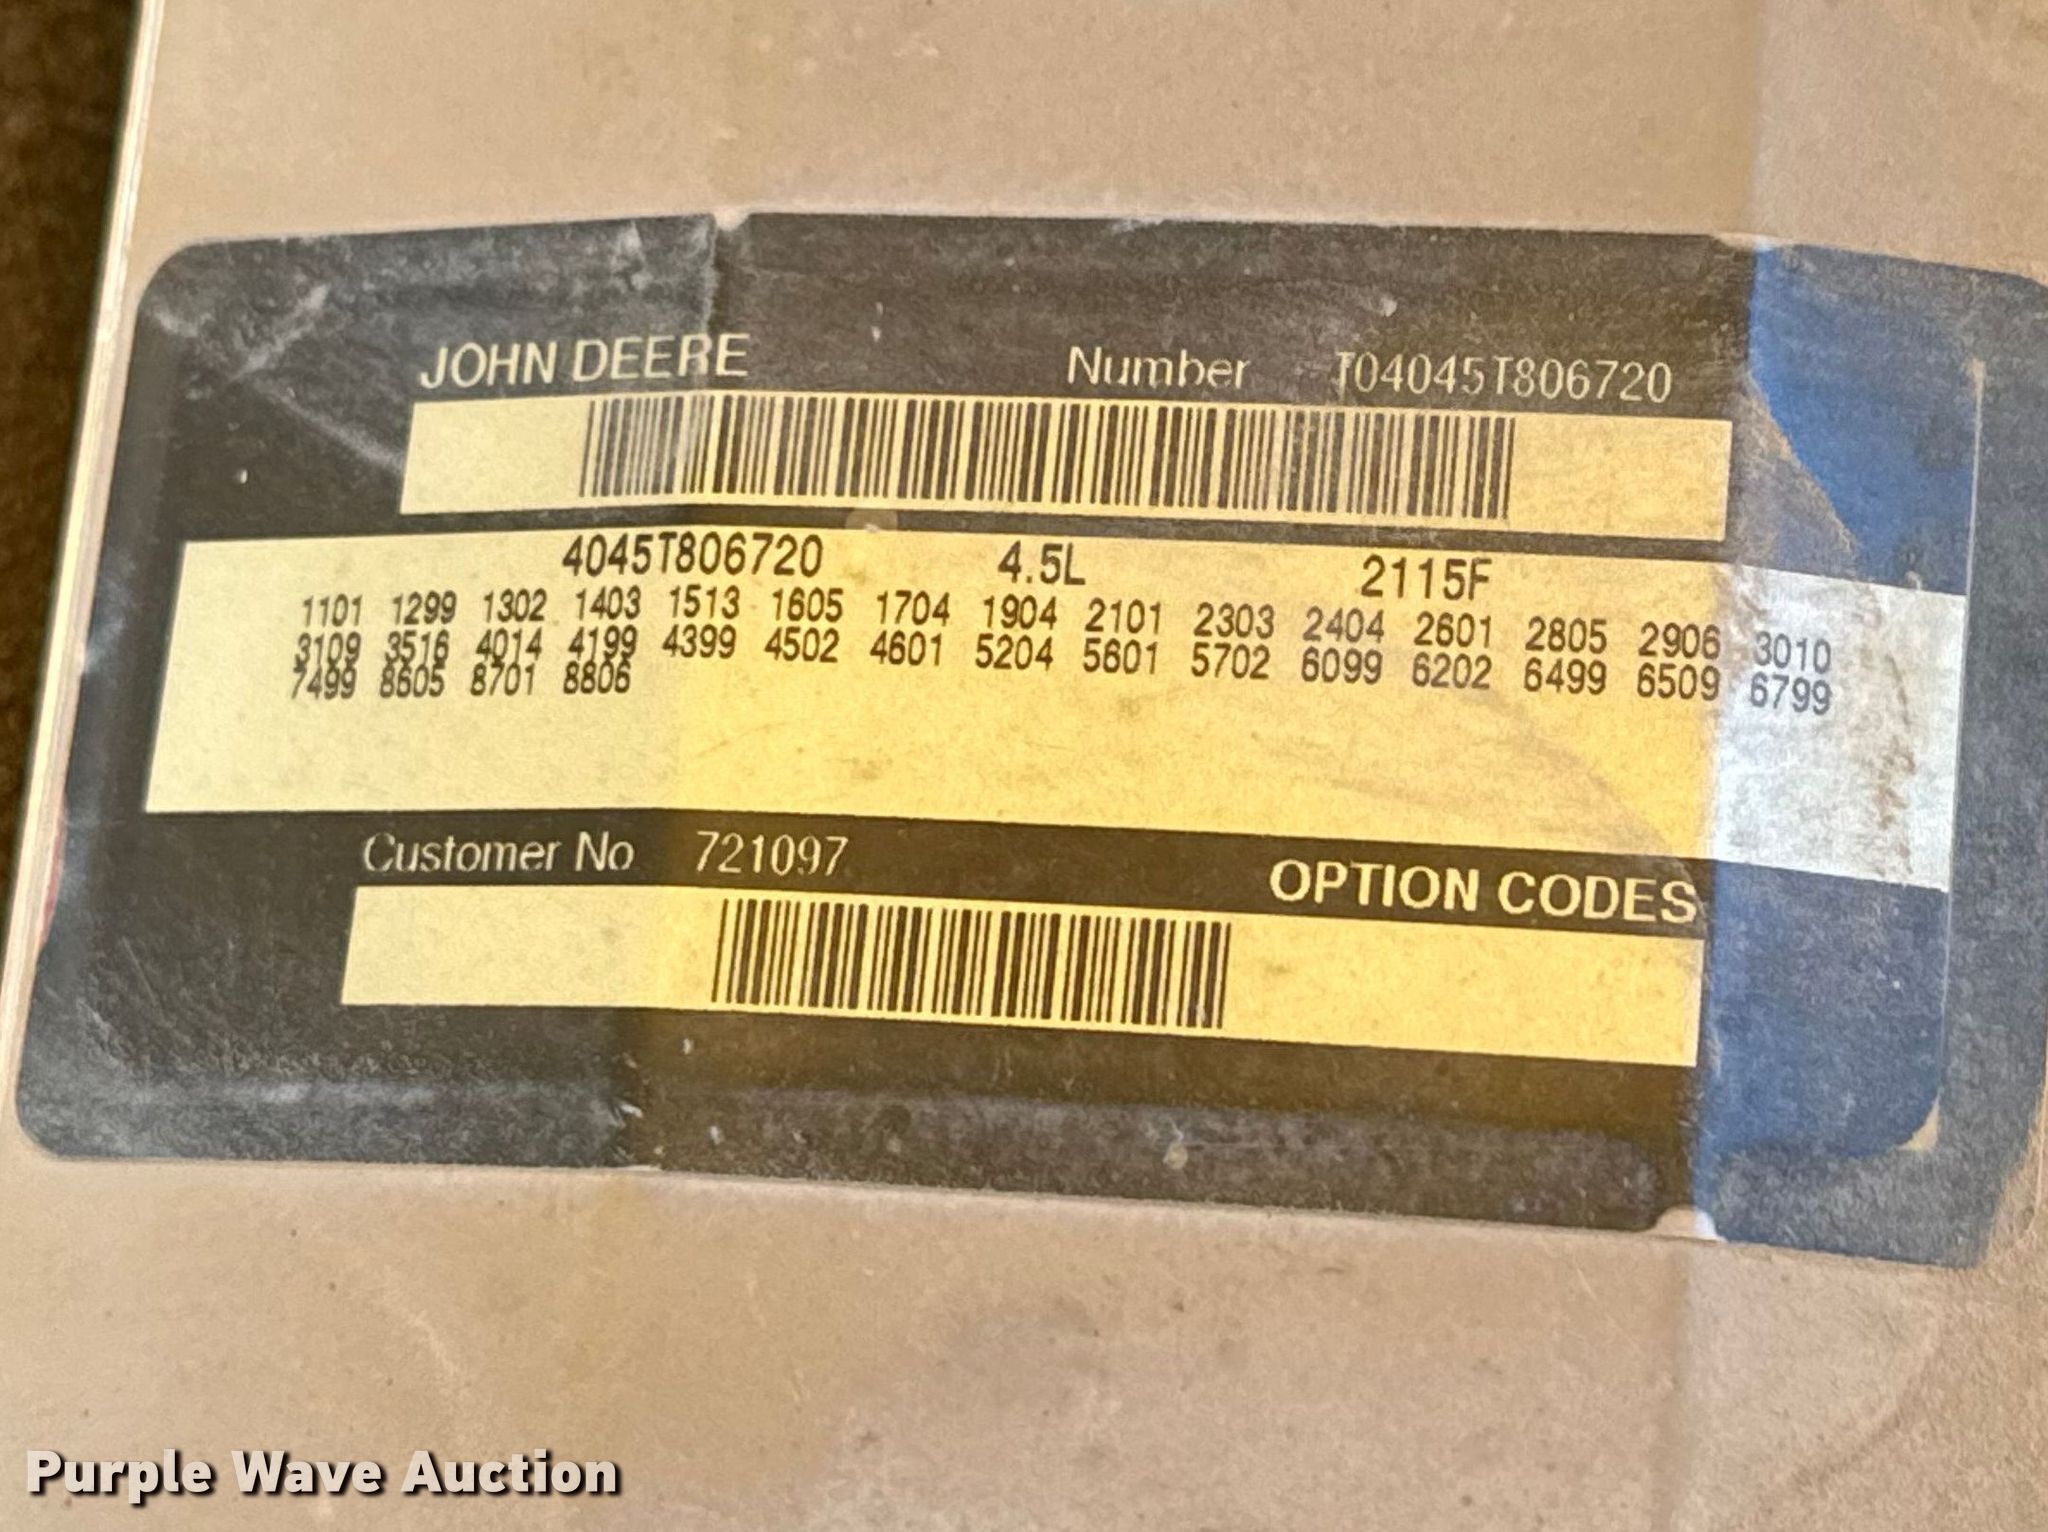 JOHN DEERE Number T04045T806720
4045T806720 4.5L 2115F
1101 1299 1302 1403 1513 1605 1704 1904 2101 2303 2404 2601 2805 2906 3010
3109 3516 4014 4199 4399 4502 4601 5204 5601 5702 6099 6202 6499 6509 6799
7499 8605 8701 8806
Customer No 721097
OPTION CODES
Purple Wave Auction